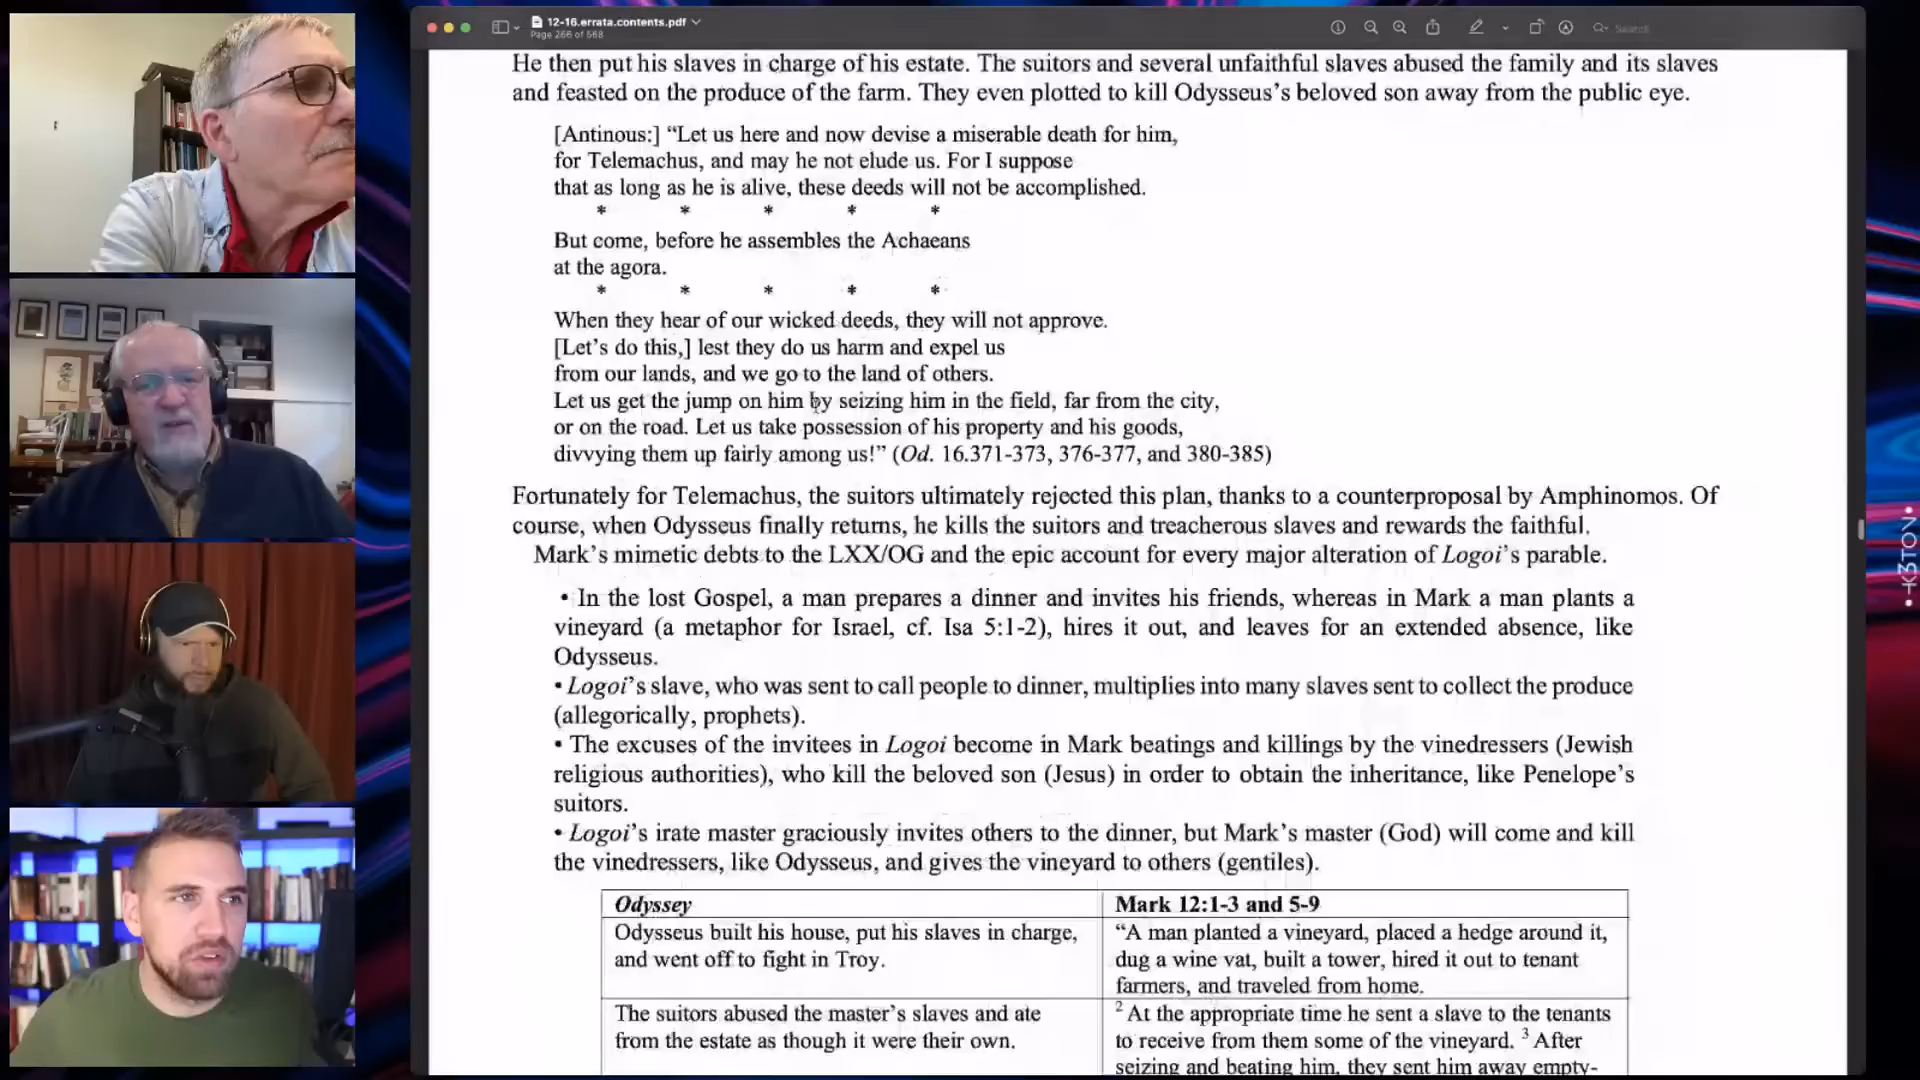 12-16.errata.contents.pdf
Page 266 of 568
Search
He then put his slaves in charge of his estate. The suitors and several unfaithful slaves abused the family and its slaves
and feasted on the produce of the farm. They even plotted to kill Odysseus's beloved son away from the public eye.
[Antinous:] “Let us here and now devise a miserable death for him,
for Telemachus, and may he not elude us. For I suppose
that as long as he is alive, these deeds will not be accomplished.
* * * * *
But come, before he assembles the Achaeans
at the agora.
* * * * *
When they hear of our wicked deeds, they will not approve.
[Let's do this,] lest they do us harm and expel us
from our lands, and we go to the land of others.
Let us get the jump on him by seizing him in the field, far from the city,
or on the road. Let us take possession of his property and his goods,
divvying them up fairly among us!” (Od. 16.371-373, 376-377, and 380-385)
Fortunately for Telemachus, the suitors ultimately rejected this plan, thanks to a counterproposal by Amphinomos. Of
course, when Odysseus finally returns, he kills the suitors and treacherous slaves and rewards the faithful.
Mark's mimetic debts to the LXX/OG and the epic account for every major alteration of Logoi's parable.
• In the lost Gospel, a man prepares a dinner and invites his friends, whereas in Mark a man plants a
vineyard (a metaphor for Israel, cf. Isa 5:1-2), hires it out, and leaves for an extended absence, like
Odysseus.
• Logoi's slave, who was sent to call people to dinner, multiplies into many slaves sent to collect the produce
(allegorically, prophets).
• The excuses of the invitees in Logoi become in Mark beatings and killings by the vinedressers (Jewish
religious authorities), who kill the beloved son (Jesus) in order to obtain the inheritance, like Penelope's
suitors.
• Logoi's irate master graciously invites others to the dinner, but Mark's master (God) will come and kill
the vinedressers, like Odysseus, and gives the vineyard to others (gentiles).
Odyssey
Odysseus built his house, put his slaves in charge,
and went off to fight in Troy.
The suitors abused the master's slaves and ate
from the estate as though it were their own.
Mark 12:1-3 and 5-9
“A man planted a vineyard, placed a hedge around it,
dug a wine vat, built a tower, hired it out to tenant
farmers, and traveled from home.
2 At the appropriate time he sent a slave to the tenants
to receive from them some of the vineyard. 3 After
seizing and beating him, they sent him away empty-